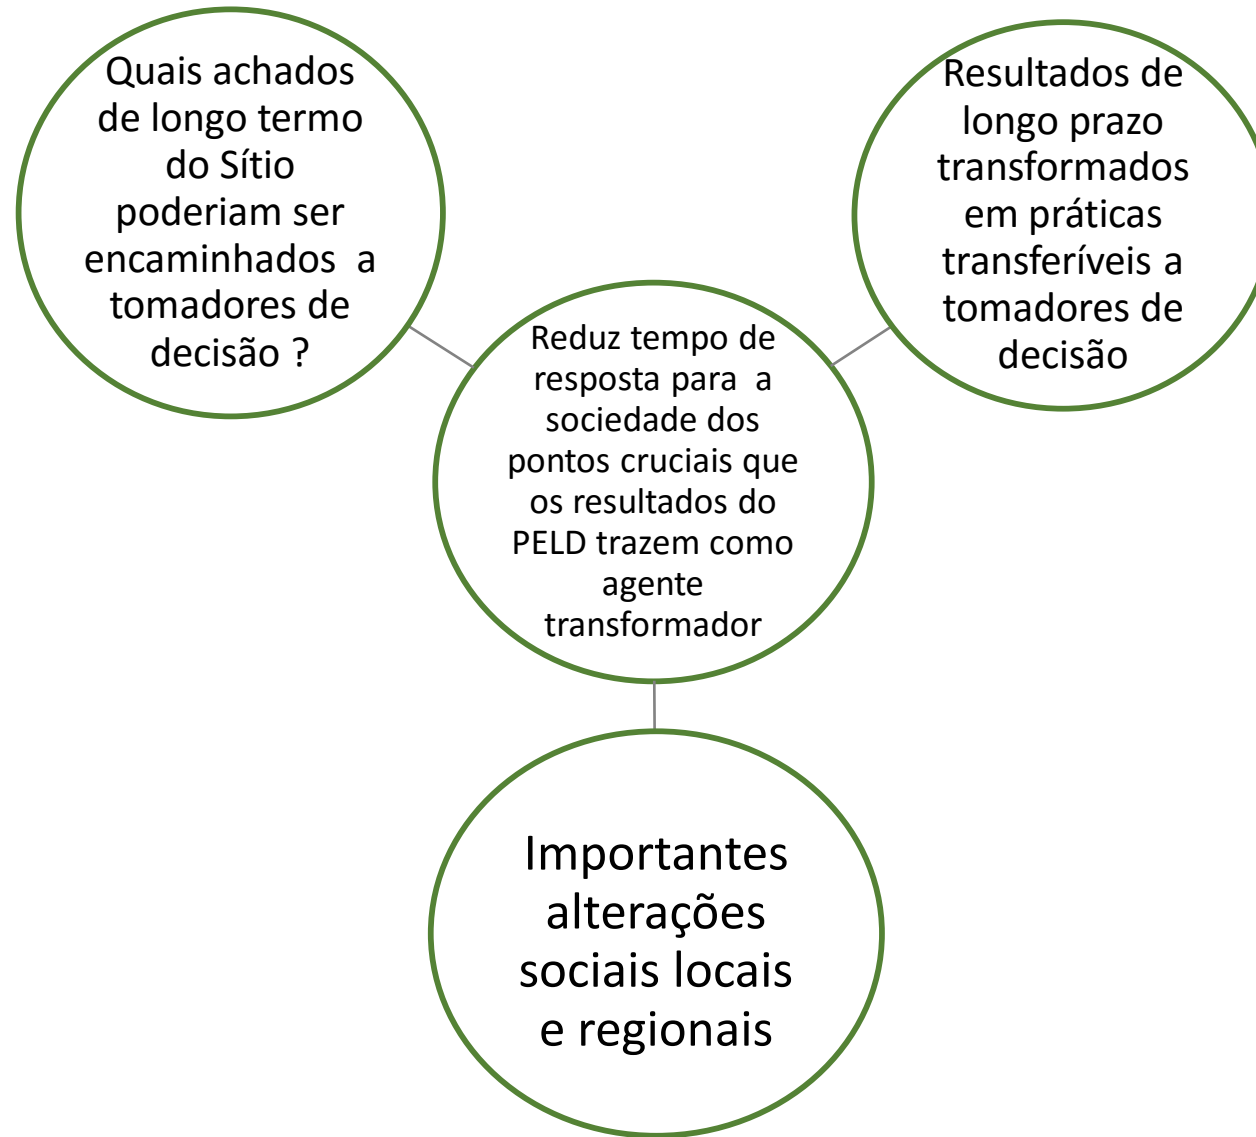 Quais achados
de longo termo
do Sítio
poderiam ser
encaminhados  a
tomadores de
decisão ?
Resultados de
longo prazo
transformados
em práticas
transferíveis a
tomadores de
decisão
Reduz tempo de
resposta para  a
sociedade dos
pontos cruciais que
os resultados do
PELD trazem como
agente
transformador
Importantes
alterações
sociais locais
e regionais